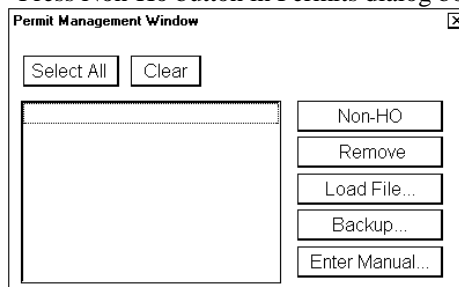 Press Non-Ho button in Permits dialog
Permit Management Window
Select All Clear
Non-HO
Remove
Load File...
Backup...
Enter Manual...